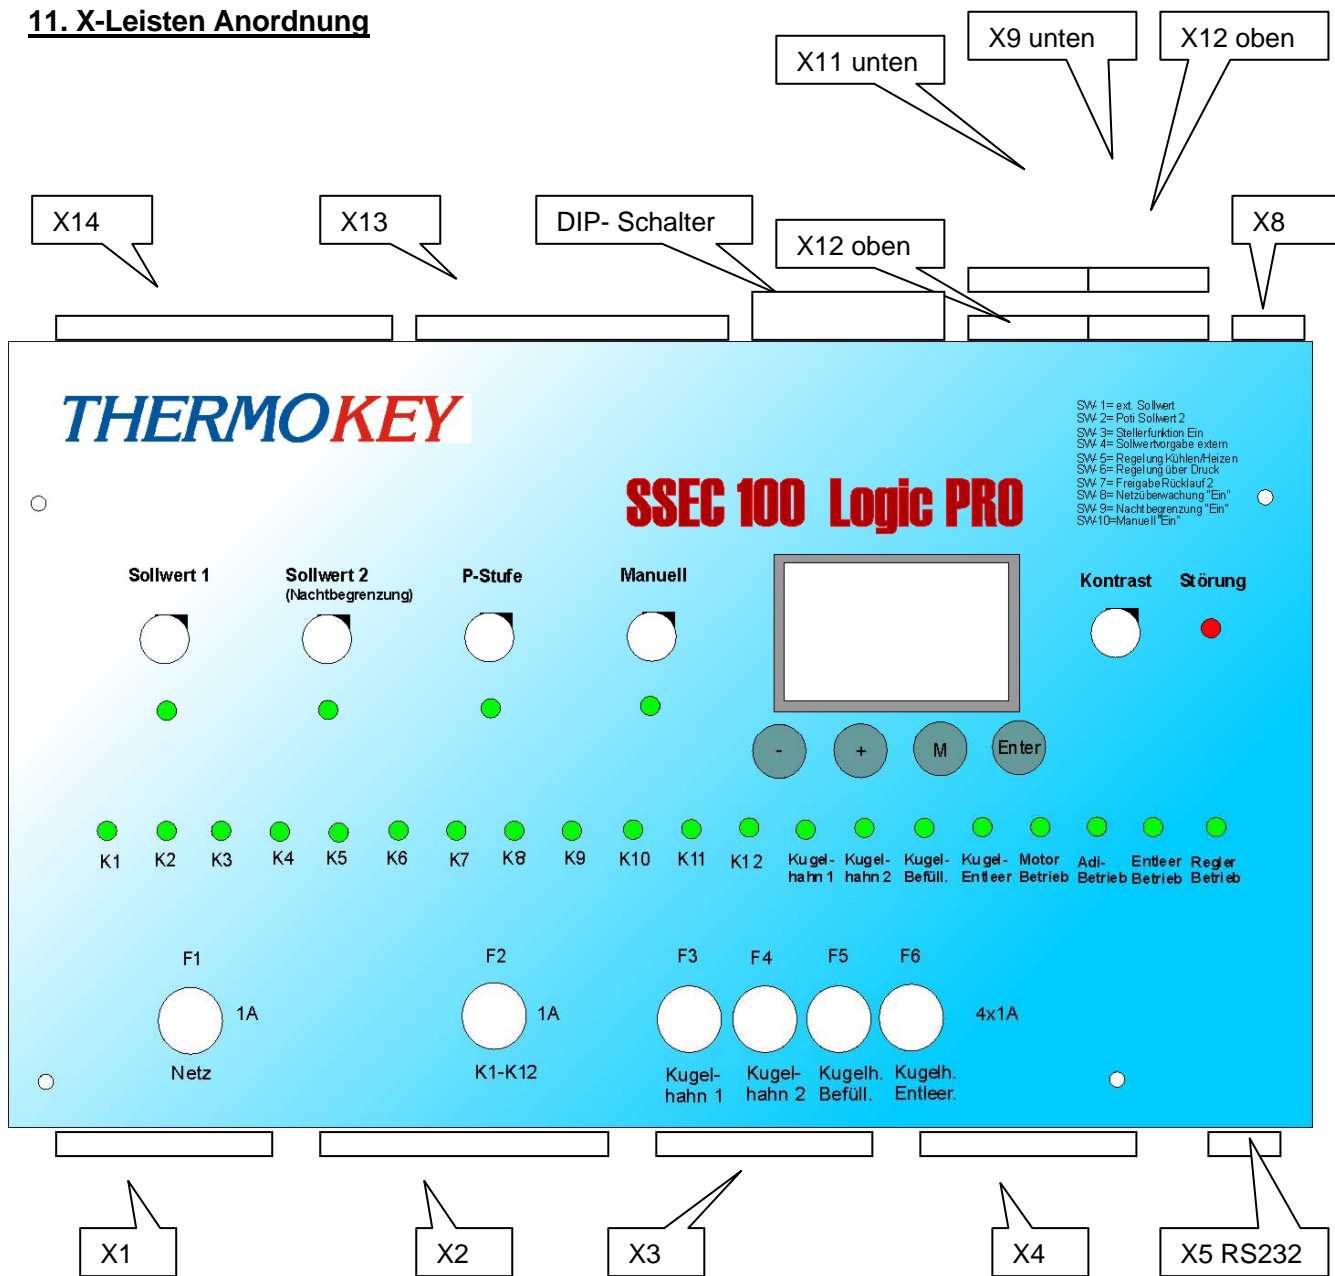 11. X-Leisten Anordnung
X11 unten
X9 unten
X12 oben
X14
X13
DIP- Schalter
X12 oben
X8
THERMOKEY
SW- 1= ext. Sollwert
SW- 2= Poti Sollwert 2
SW- 3= Stellerfunktion Ein
SW- 4= Sollwertvorgabe extern
SW- 5= Regelung Kühlen/Heizen
SW- 6= Regelung über Druck
SW- 7= Freigabe Rücklauf 2
SW- 8= Netzüberwachung "Ein"
SW- 9= Nachtbegrenzung "Ein"
SW-10=Manuell "Ein"
SSEC 100 Logic PRO
Sollwert 1
Sollwert 2
(Nachtbegrenzung)
P-Stufe
Manuell
Kontrast
Störung
- + M Enter
K1 K2 K3 K4 K5 K6 K7 K8 K9 K10 K11 K12
Kugel- Kugel- Kugel- Kugel- Motor Adi- Entleer Regler
hahn 1 hahn 2 Befüll. Entleer Betrieb Betrieb Betrieb Betrieb
F1 F2 F3 F4 F5 F6
1A 1A 4x1A
Netz K1-K12
Kugel- Kugel- Kugelh. Kugelh.
hahn 1 hahn 2 Befüll. Entleer.
X1 X2 X3 X4 X5 RS232